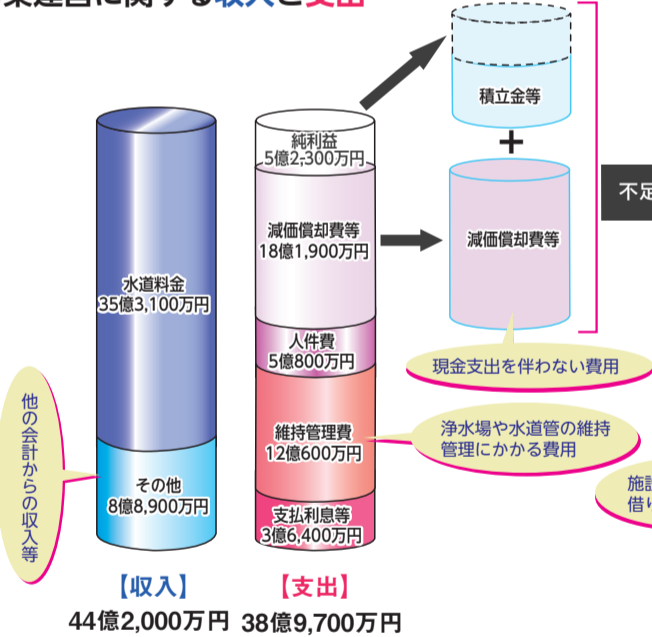 業運営に関する収入と支出
積立金等
+
純利益
5億2,300万円
減価償却費等
18億1,900万円
減価償却費等
不足
水道料金
35億3,100万円
人件費
5億800万円
現金支出を伴わない費用
他の会計からの収入等
維持管理費
12億600万円
浄水場や水道管の維持
管理にかかる費用
その他
8億8,900万円
支払利息等
3億6,400万円
施設
借り
【収入】
44億2,000万円
【支出】
38億9,700万円